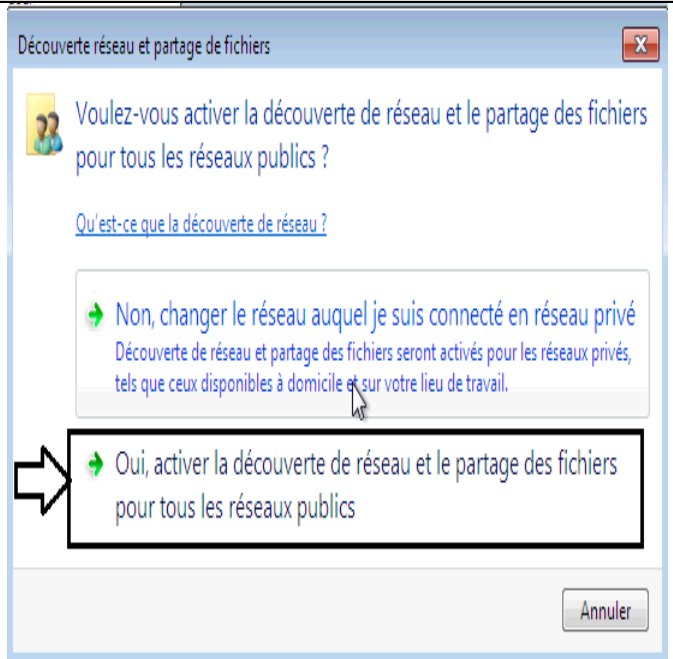 Découverte réseau et partage de fichiers
Voulez-vous activer la découverte de réseau et le partage des fichiers
pour tous les réseaux publics ?
Qu'est-ce que la découverte de réseau ?
Non, changer le réseau auquel je suis connecté en réseau privé
Découverte de réseau et partage des fichiers seront activés pour les réseaux privés,
tels que ceux disponibles à domicile et sur votre lieu de travail.
Oui, activer la découverte de réseau et le partage des fichiers
pour tous les réseaux publics
Annuler